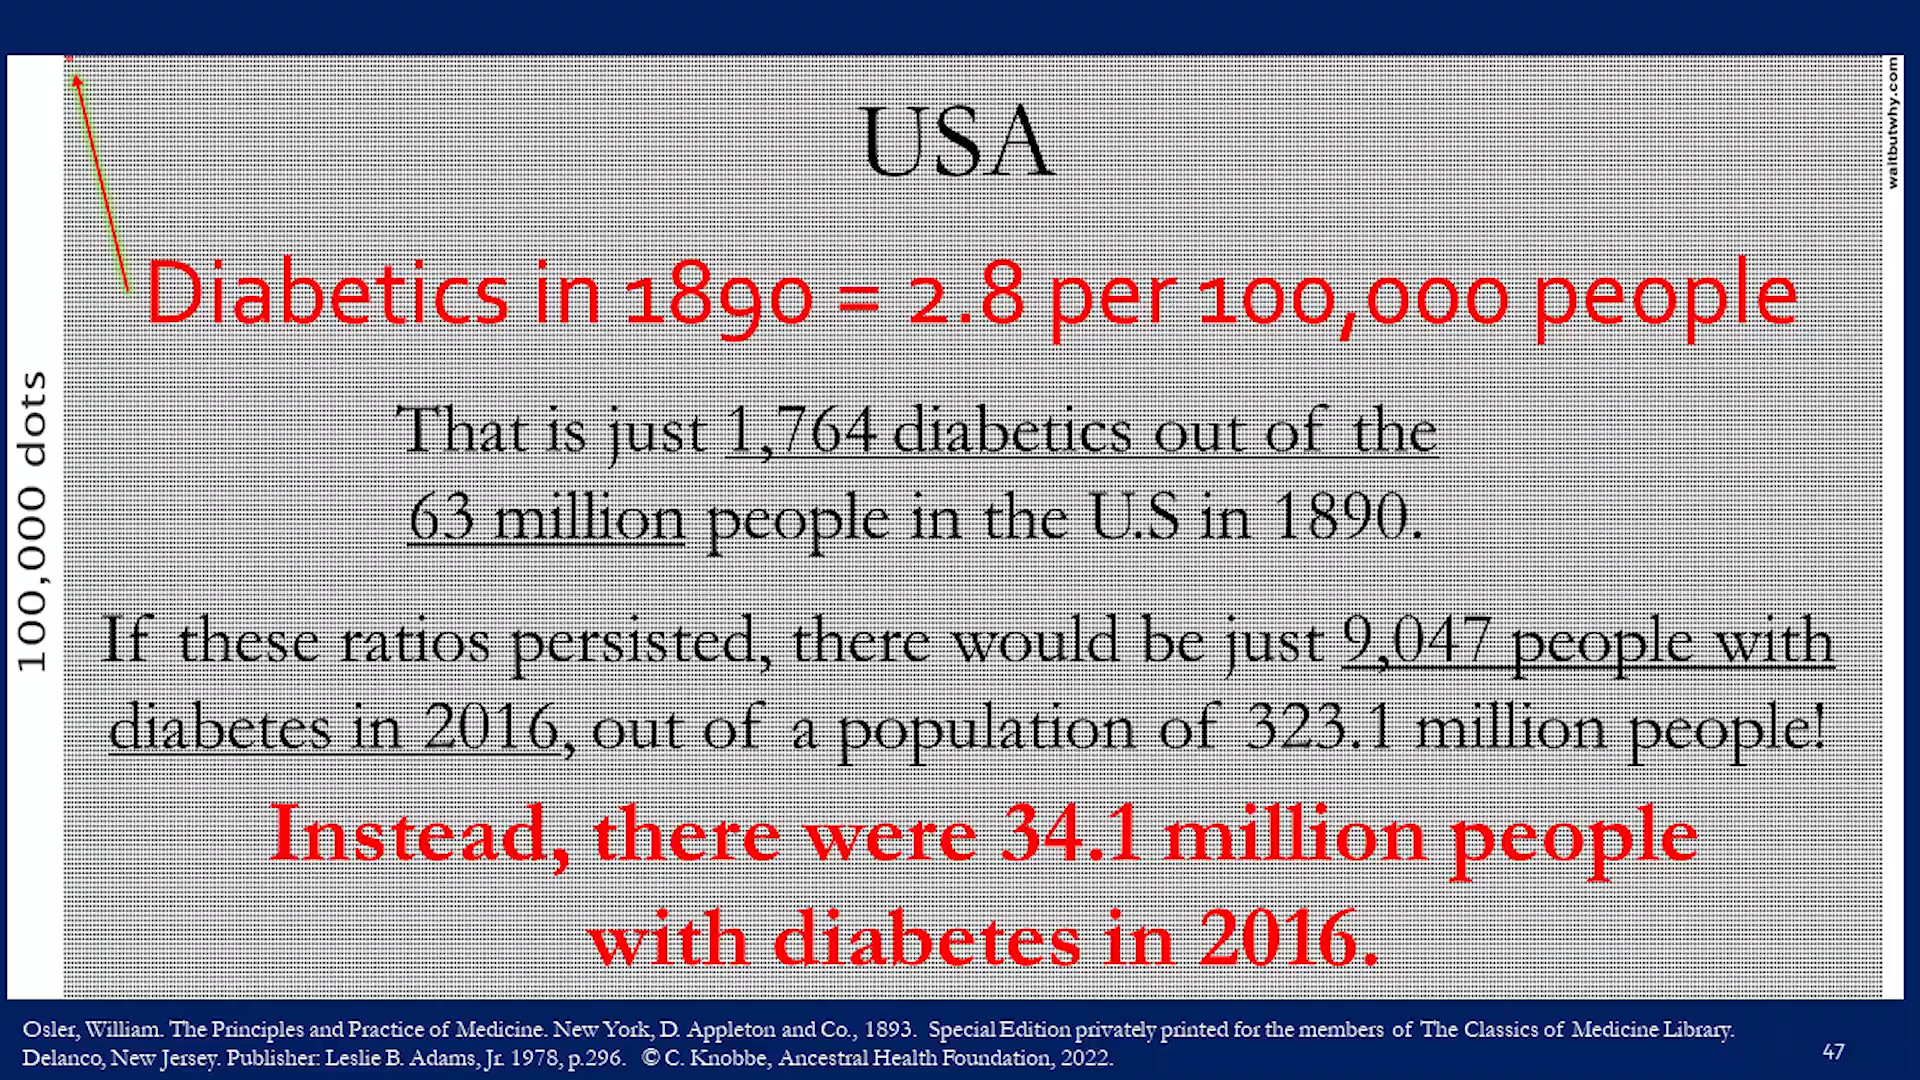 waitbutwhy.com
100,000 dots
USA
Diabetics in 1890 = 2.8 per 100,000 people
That is just 1,764 diabetics out of the
63 million people in the U.S in 1890.
If these ratios persisted, there would be just 9,047 people with
diabetes in 2016, out of a population of 323.1 million people!
Instead, there were 34.1 million people
with diabetes in 2016.
Osler, William. The Principles and Practice of Medicine. New York, D. Appleton and Co., 1893. Special Edition privately printed for the members of The Classics of Medicine Library.
Delanco, New Jersey. Publisher: Leslie B. Adams, Jr. 1978, p.296. © C. Knobbe, Ancestral Health Foundation, 2022.
47